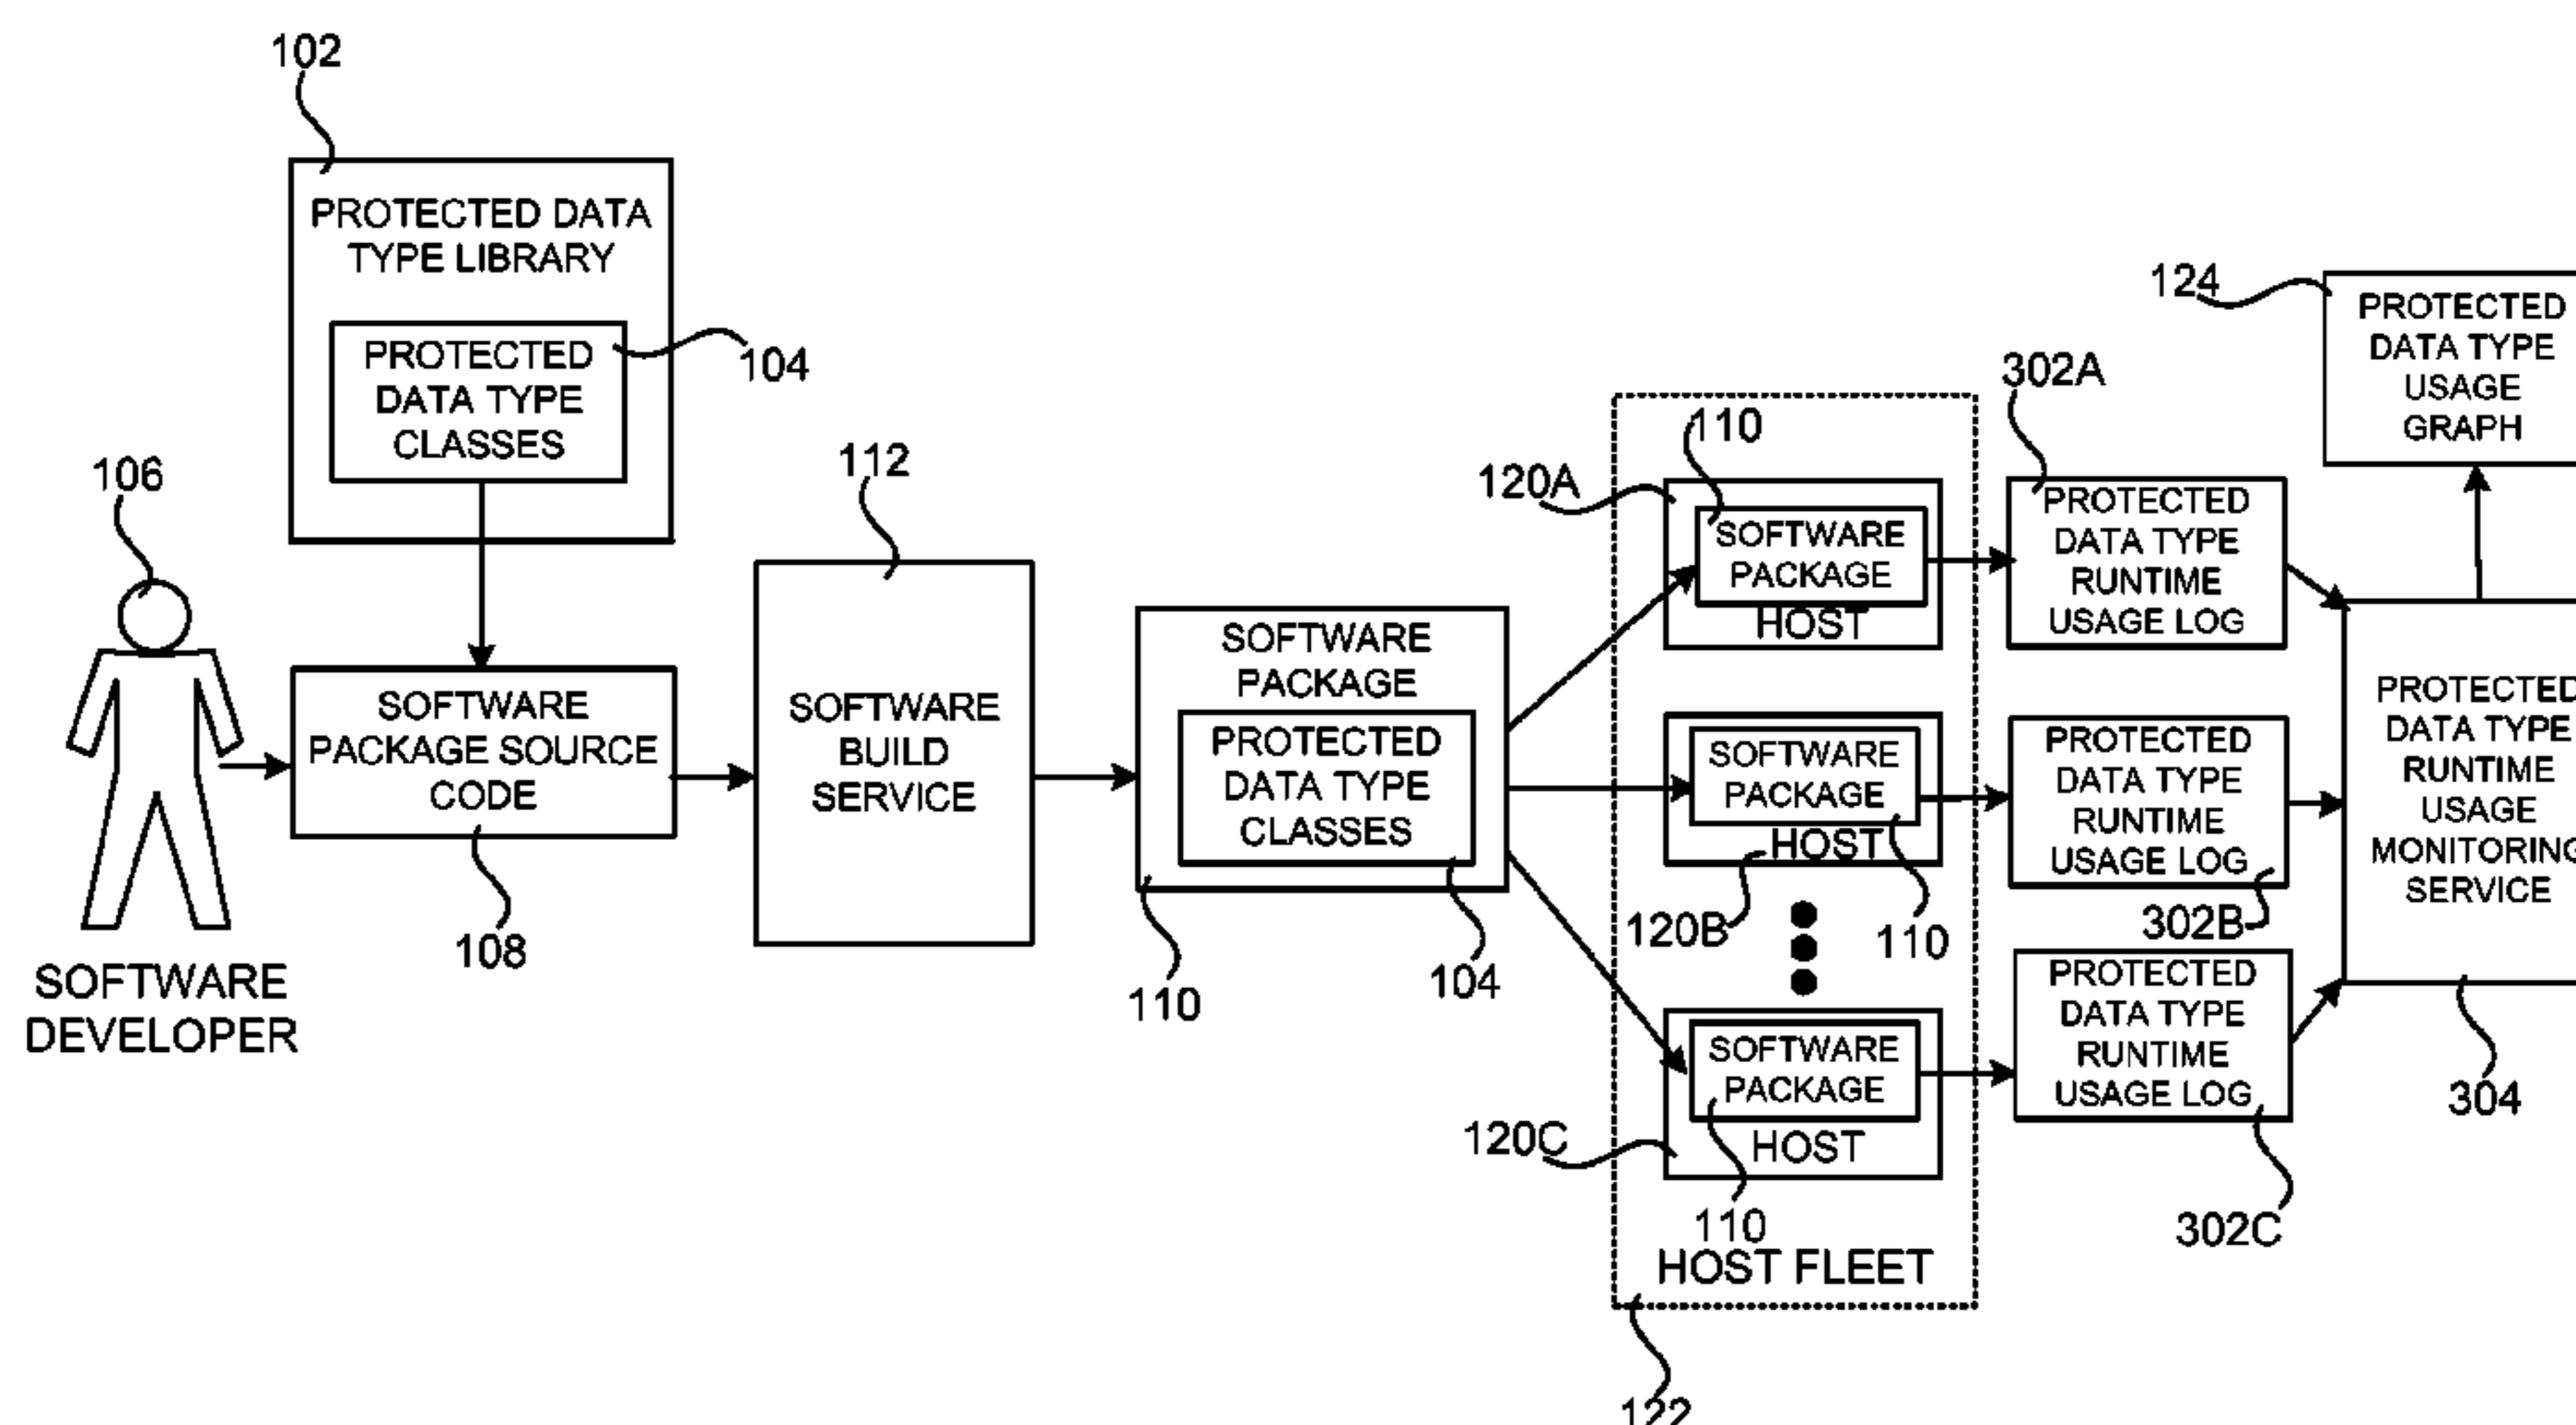 102
PROTECTED DATA
TYPE LIBRARY
PROTECTED
DATA TYPE
CLASSES
104
106
SOFTWARE
DEVELOPER
SOFTWARE
PACKAGE SOURCE
CODE
108
112
SOFTWARE
BUILD
SERVICE
SOFTWARE
PACKAGE
PROTECTED
DATA TYPE
CLASSES
110
104
110
120A
SOFTWARE
PACKAGE
HOST
SOFTWARE
PACKAGE
HOST
120B
110
SOFTWARE
PACKAGE
HOST
120C
110
HOST FLEET
122
302A
PROTECTED
DATA TYPE
RUNTIME
USAGE LOG
PROTECTED
DATA TYPE
RUNTIME
USAGE LOG
302B
PROTECTED
DATA TYPE
RUNTIME
USAGE LOG
302C
124
PROTECTED
DATA TYPE
USAGE
GRAPH
PROTECTED
DATA TYPE
RUNTIME
USAGE
MONITORING
SERVICE
304